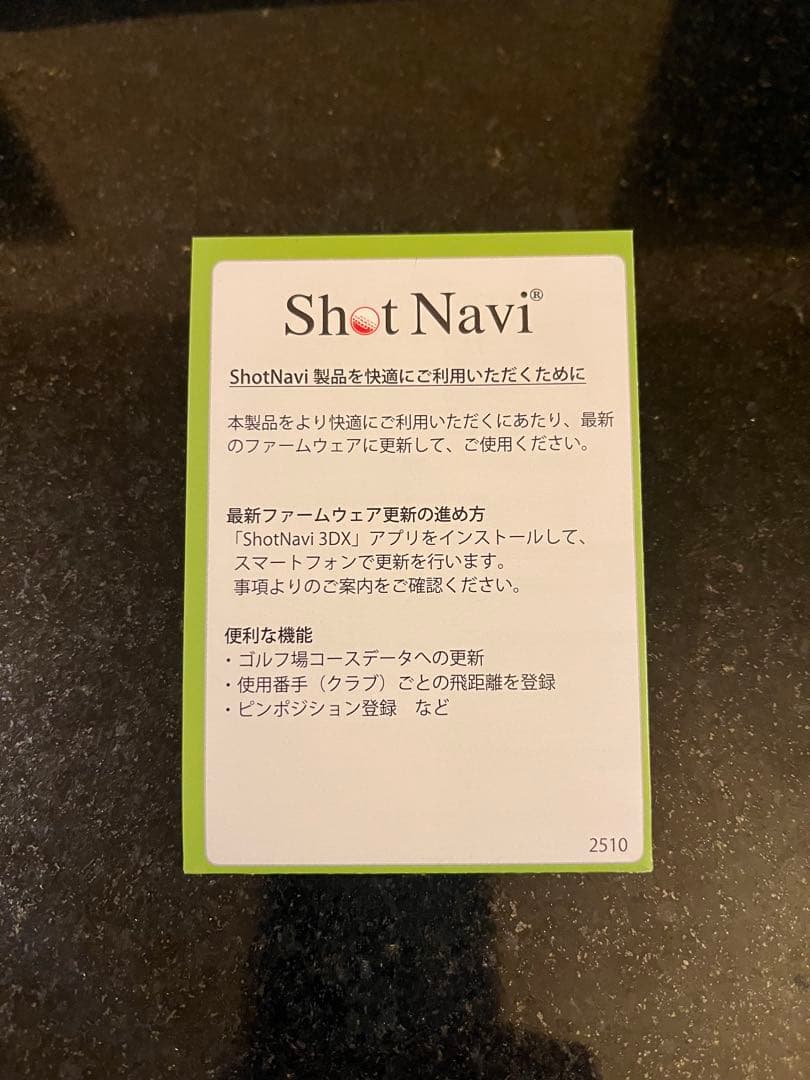 Shot Navi®
ShotNavi 製品を快適にご利用いただくために
本製品をより快適にご利用いただくにあたり、最新
のファームウェアに更新して、ご使用ください。
最新ファームウェア更新の進め方
「ShotNavi 3DX」アプリをインストールして、
スマートフォンで更新を行います。
事項よりのご案内をご確認ください。
便利な機能
・ゴルフ場コースデータへの更新
・使用番手（クラブ）ごとの飛距離を登録
・ピンポジション登録　など
2510